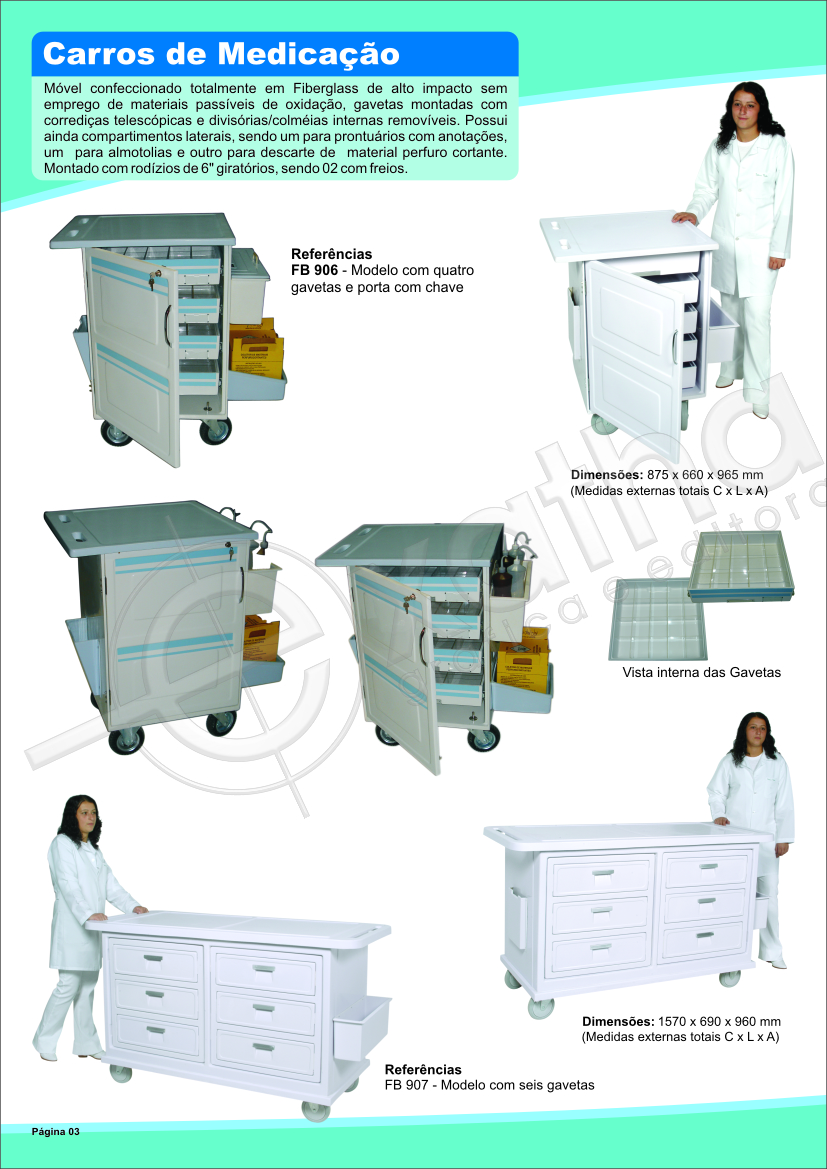 Carros de Medicação
Móvel confeccionado totalmente em Fiberglass de alto impacto sem
emprego de materiais passíveis de oxidação, gavetas montadas com
corrediças telescópicas e divisórias/colméias internas removíveis. Possui
ainda compartimentos laterais, sendo um para prontuários com anotações,
um para almotolias e outro para descarte de material perfuro cortante.
Montado com rodízios de 6" giratórios, sendo 02 com freios.
Referências
FB 906 - Modelo com quatro
gavetas e porta com chave
Dimensões: 875 x 660 x 965 mm
(Medidas externas totais C x L x A)
Vista interna das Gavetas
Dimensões: 1570 x 690 x 960 mm
(Medidas externas totais C x L x A)
Referências
FB 907 - Modelo com seis gavetas
Página 03